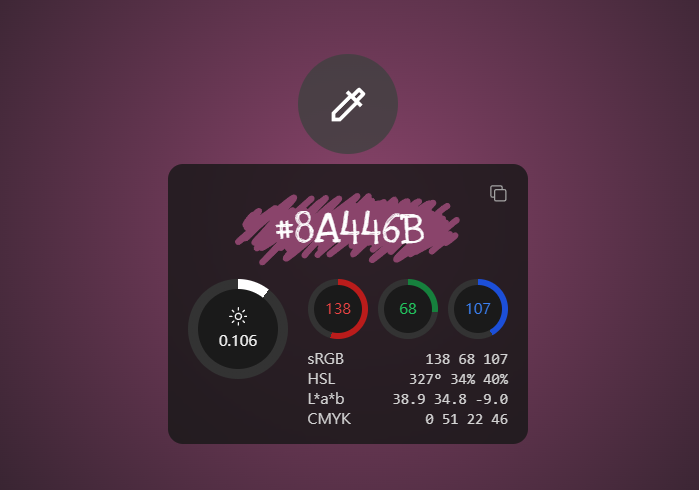 #8A446B
138 68 107
0.106
sRGB 138 68 107
HSL 327° 34% 40%
L*a*b 38.9 34.8 -9.0
CMYK 0 51 22 46